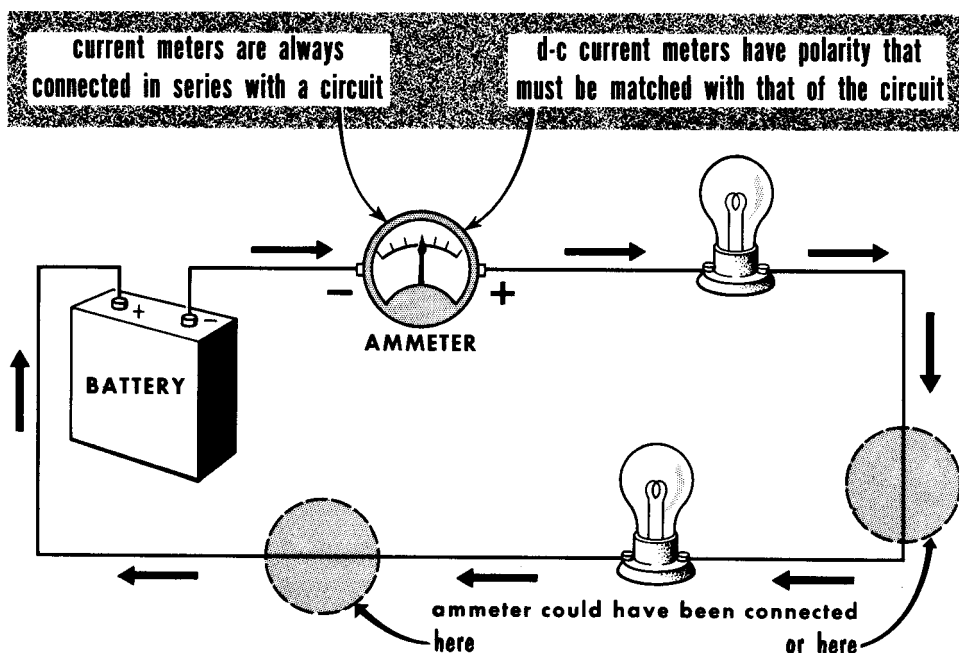 current meters are always
connected in series with a circuit
d-c current meters have polarity that
must be matched with that of the circuit
- +
AMMETER
+ -
BATTERY
ammeter could have been connected
here
or here